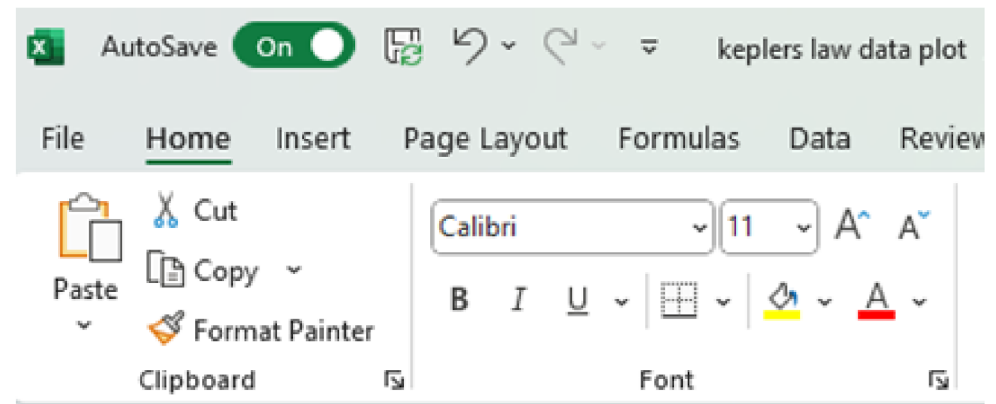 AutoSave On keplers law data plot
File Home Insert Page Layout Formulas Data Review
Cut
Calibri 11
Copy
Paste
B I U A
Format Painter
Clipboard Font